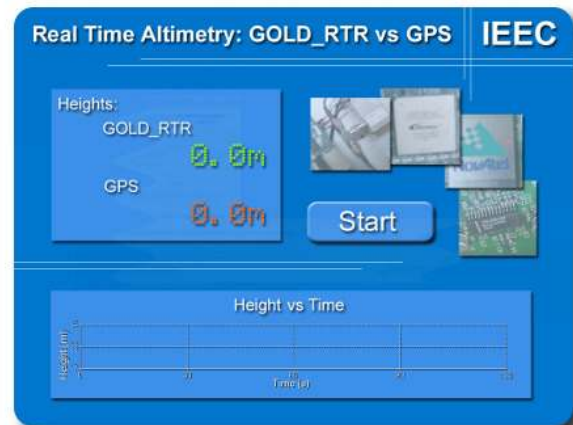 Real Time Altimetry: GOLD_RTR vs GPS
IEEC
Heights:
GOLD_RTR
0.0m
GPS
0.0m
NovAtel
Start
Height vs Time
Height (m)
Time (s)